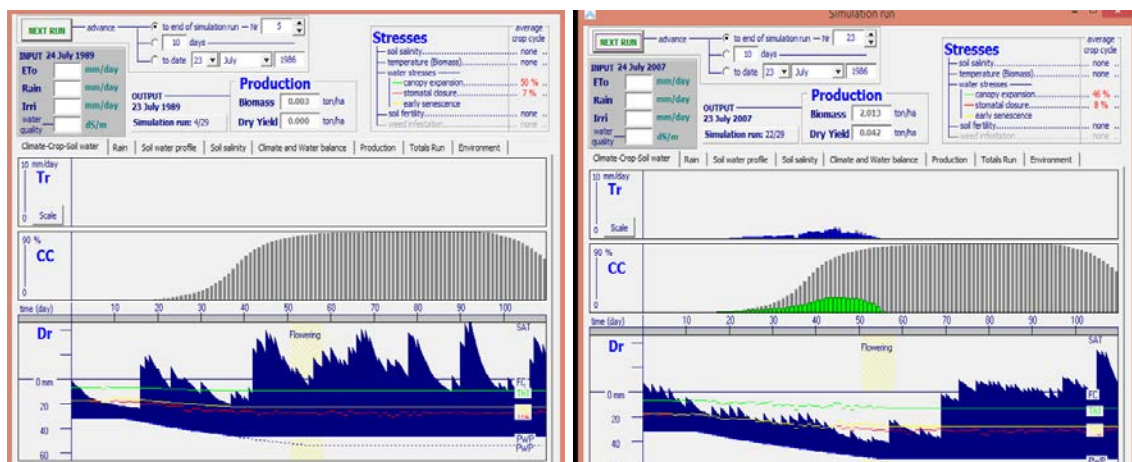 NEXT RUN
advance
to end of simulation run — Nr 5
10 days
to date 23 July 1986
INPUT 24 July 1989
ETo mm/day
Rain mm/day
Irri mm/day
water quality dS/m
OUTPUT
23 July 1989
Simulation run: 4/29
Production
Biomass 0.003 ton/ha
Dry Yield 0.000 ton/ha
Stresses
average
crop cycle
soil salinity none
temperature (Biomass) none
water stresses
canopy expansion 50 %
stomatal closure 7 %
early senescence
soil fertility none
weed infestation none
Climate-Crop-Soil water Rain Soil water profile Soil salinity Climate and Water balance Production Totals Run Environment
10 mm/day
Tr
0 Scale
90 %
CC
0
time (day) 10 20 30 40 50 60 70 80 90 100
Dr
Flowering
SAT
0 mm
FC
20
40
PWP
PWP
60
Simulation run
NEXT RUN
advance
to end of simulation run — Nr 23
10 days
to date 23 July 1986
INPUT 24 July 2007
ETo mm/day
Rain mm/day
Irri mm/day
water quality dS/m
OUTPUT
23 July 2007
Simulation run: 22/29
Production
Biomass 2.013 ton/ha
Dry Yield 0.042 ton/ha
Stresses
average
crop cycle
soil salinity none
temperature (Biomass) none
water stresses
canopy expansion 46 %
stomatal closure 8 %
early senescence
soil fertility none
weed infestation none
Climate-Crop-Soil water Rain Soil water profile Soil salinity Climate and Water balance Production Totals Run Environment
10 mm/day
Tr
0 Scale
90 %
CC
0
time (day) 10 20 30 40 50 60 70 80 90 100
Dr
Flowering
SAT
0 mm
FC
20
40